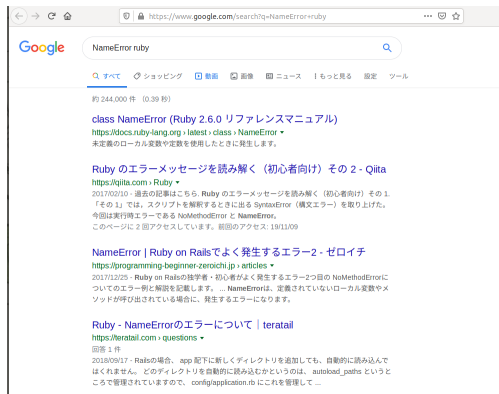 https://www.google.com/search?q=NameError+ruby
Google
NameError ruby
すべて ショッピング 動画 画像 ニュース もっと見る 設定 ツール
約 244,000 件 （0.39 秒）
class NameError (Ruby 2.6.0 リファレンスマニュアル)
https://docs.ruby-lang.org › latest › class › NameError
未定義のローカル変数や定数を使用したときに発生します。
Ruby のエラーメッセージを読み解く（初心者向け）その 2 - Qiita
https://qiita.com › Ruby
2017/02/10 - 過去の記事はこちら. Ruby のエラーメッセージを読み解く（初心者向け）その 1.
「その 1」では，スクリプトを解釈するときに出る SyntaxError（構文エラー）を取り上げた。
今回は実行時エラーである NoMethodError と NameError。
このページに 2 回アクセスしています。前回のアクセス: 19/11/09
NameError | Ruby on Railsでよく発生するエラー2 - ゼロイチ
https://programming-beginner-zeroichi.jp › articles
2017/12/25 - Ruby on Railsの独学者・初心者がよく発生するエラー2つ目の NoMethodErrorに
ついてのエラー例と解説を記載します。 ... NameErrorは、定義されていないローカル変数やメ
ソッドが呼び出されている場合に、発生するエラーになります。
Ruby - NameErrorのエラーについて｜teratail
https://teratail.com › questions
回答 1 件
2018/09/17 - Railsの場合、 app 配下に新しくディレクトリを追加しても、自動的に読み込んで
はくれません。 どのディレクトリを自動的に読み込むかというのは、 autoload_paths というと
ころで管理されていますので、 config/application.rb にこれを管理して ...